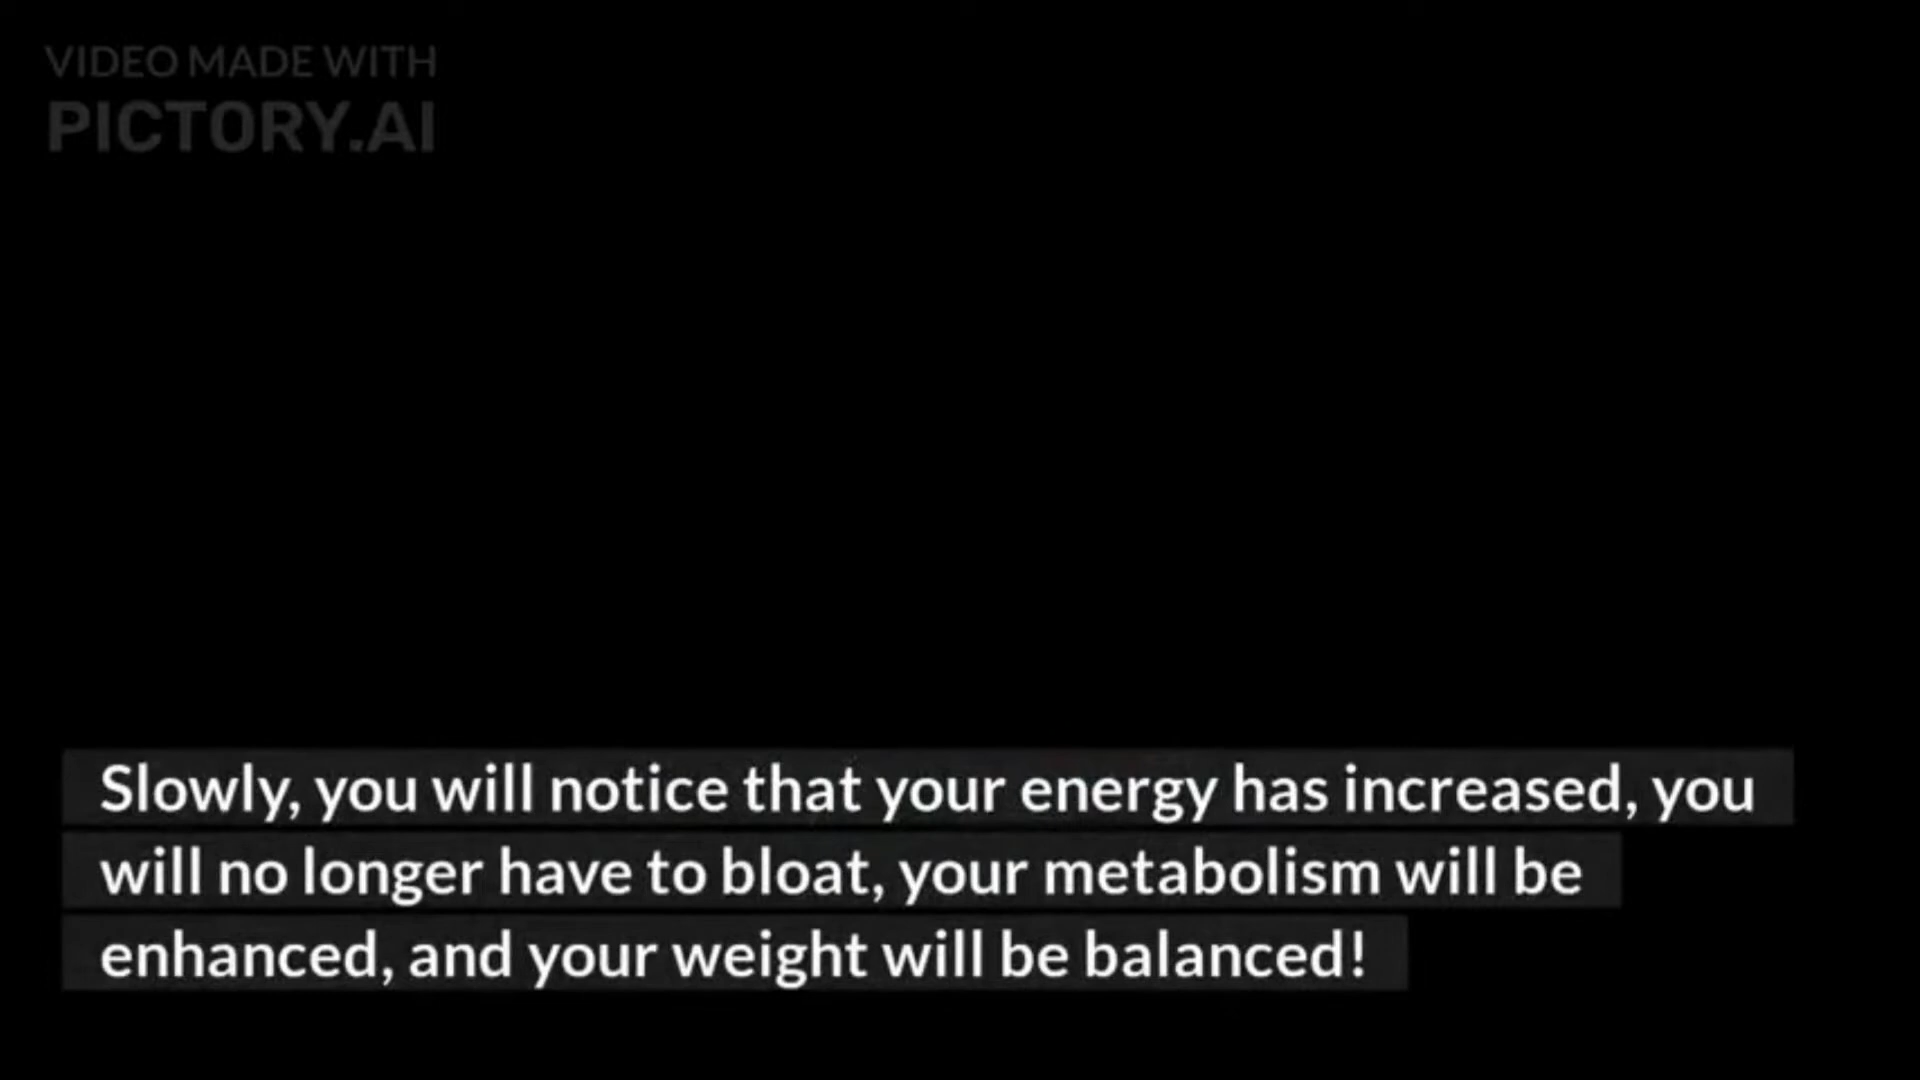 VIDEO MADE WITH
PICTORY.AI
Slowly, you will notice that your energy has increased, you
will no longer have to bloat, your metabolism will be
enhanced, and your weight will be balanced!